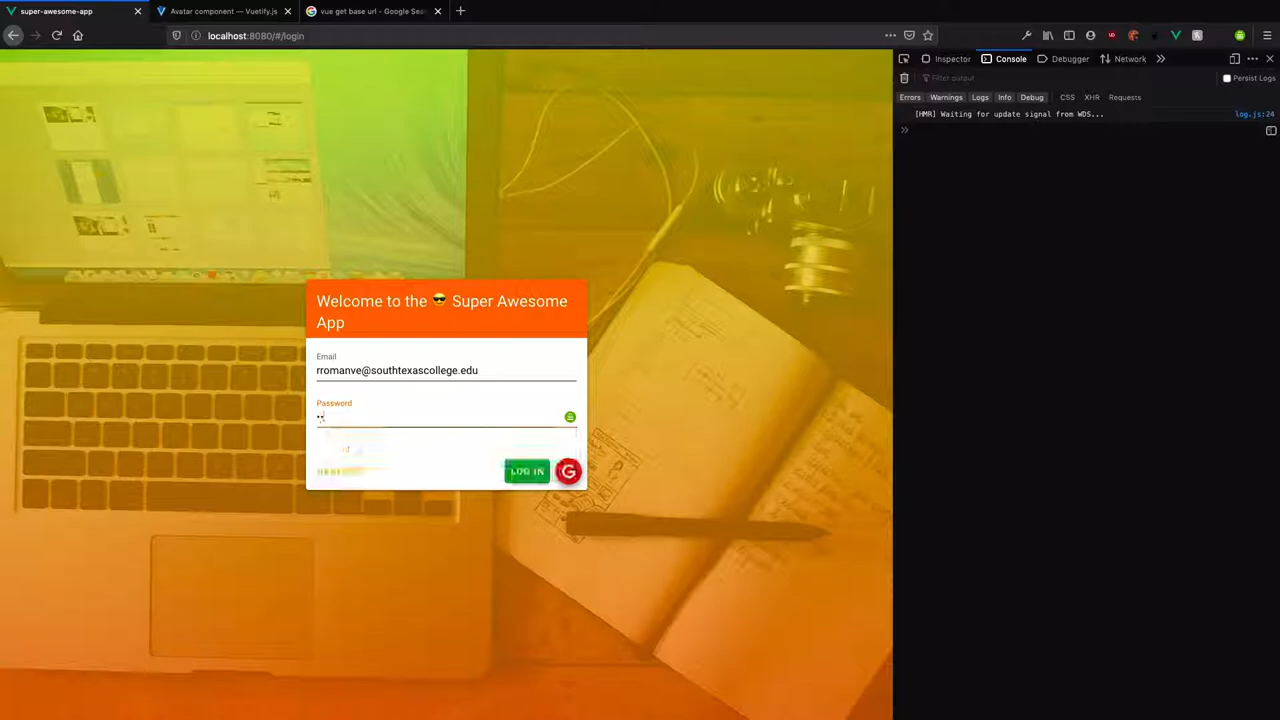 super-awesome-app
Avatar component — Vuetify.js
vue get base url - Google Sea
localhost:8080/#/login
Inspector
Console
Debugger
Network
Filter output
Persist Logs
Errors
Warnings
Logs
Info
Debug
CSS
XHR
Requests
[HMR] Waiting for update signal from WDS...
log.js:24
Welcome to the 😎 Super Awesome
App
Email
rromanve@southtexascollege.edu
Password
LOG IN
G